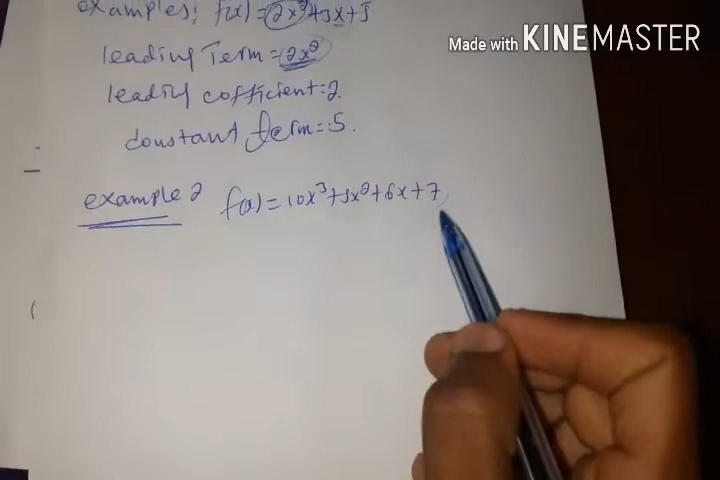 Made with KINEMASTER
examples: f(x) = 2x² + 3x + 5
leading Term = 2x²
leading cofficient = 2
constant term = 5.
example 2 f(x) = 10x³ + 5x² + 6x + 7